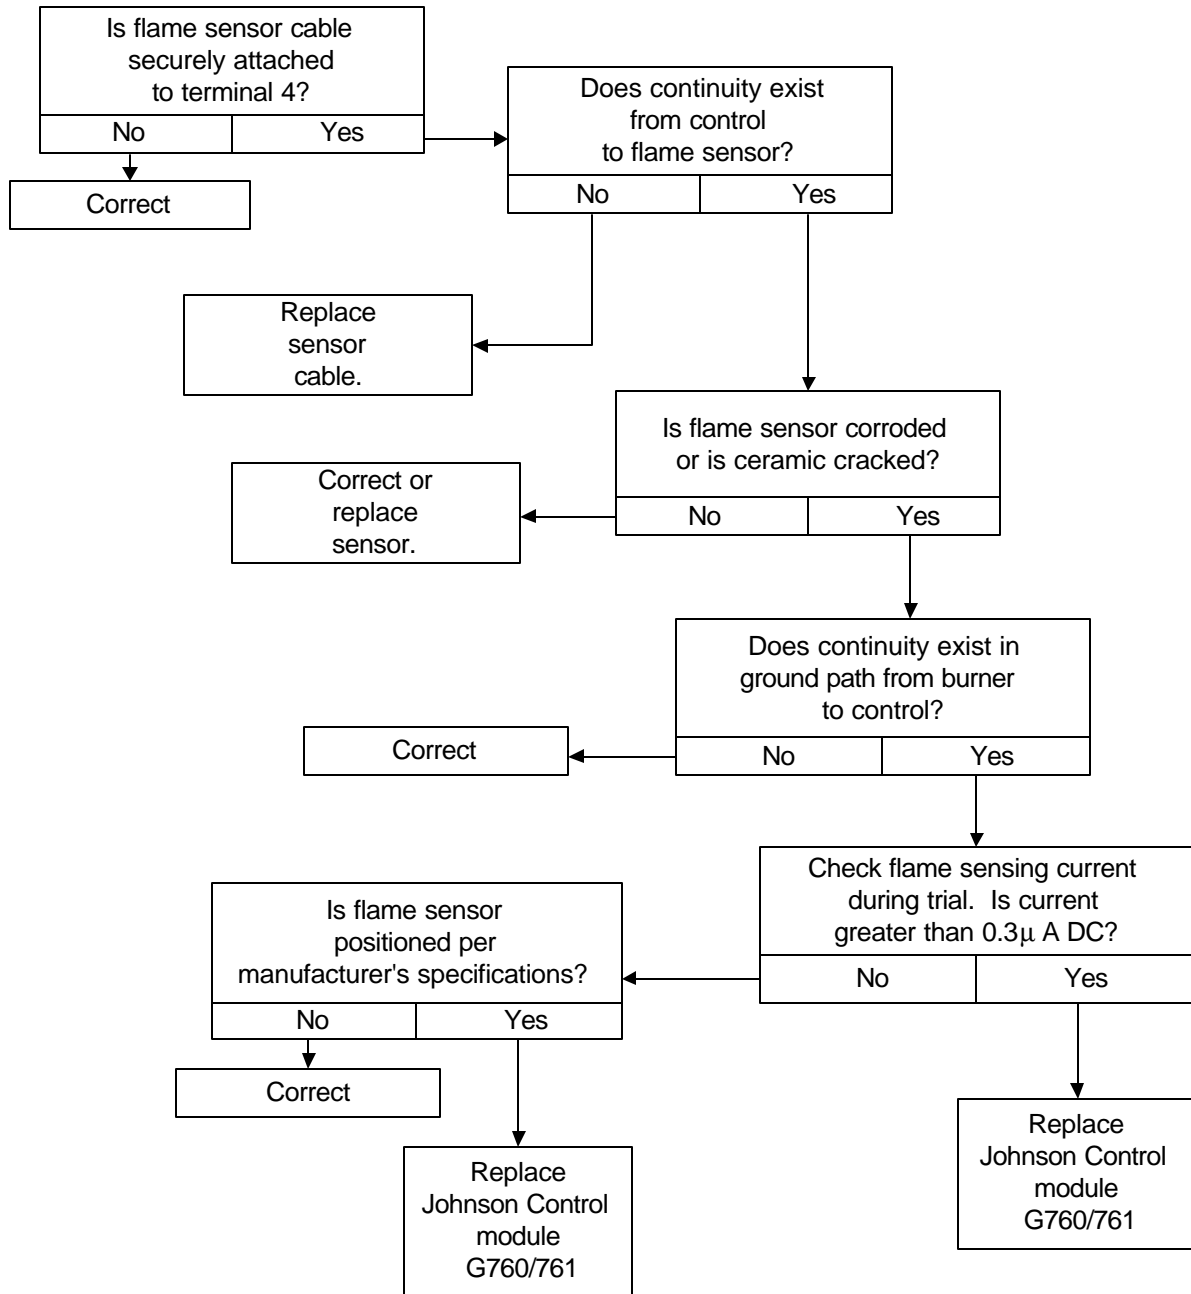 Is flame sensor cable
securely attached
to terminal 4?
No Yes
Correct
Does continuity exist
from control
to flame sensor?
No Yes
Replace
sensor
cable.
Is flame sensor corroded
or is ceramic cracked?
No Yes
Correct or
replace
sensor.
Does continuity exist in
ground path from burner
to control?
No Yes
Correct
Check flame sensing current
during trial. Is current
greater than 0.3μ A DC?
No Yes
Is flame sensor
positioned per
manufacturer's specifications?
No Yes
Correct
Replace
Johnson Control
module
G760/761
Replace
Johnson Control
module
G760/761